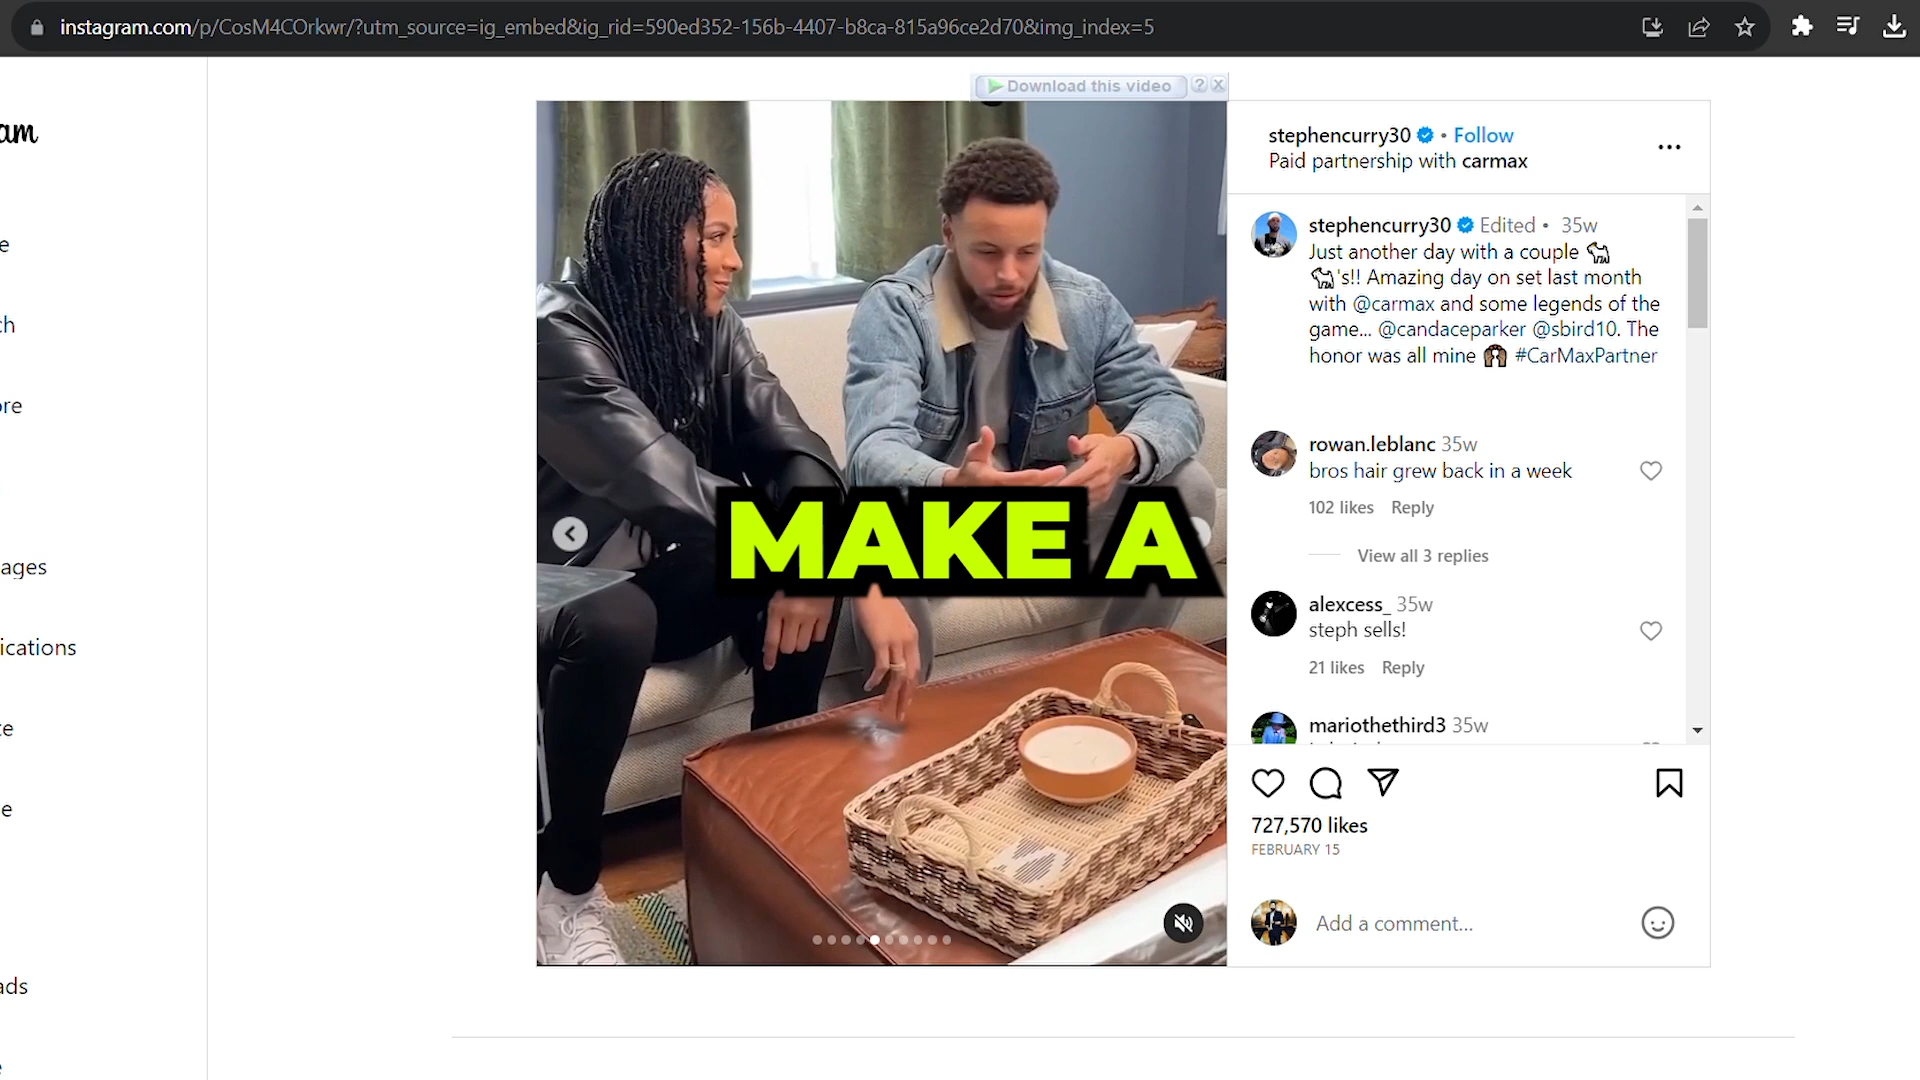 instagram.com/p/CosM4COrkwr/?utm_source=ig_embed&ig_rid=590ed352-156b-4407-b8ca-815a96ce2d70&img_index=5
Download this video ? X
am
stephencurry30 • Follow
Paid partnership with carmax
stephencurry30 Edited • 35w
Just another day with a couple 🐐
🐐's!! Amazing day on set last month
with @carmax and some legends of the
game... @candaceparker @sbird10. The
honor was all mine #CarMaxPartner
e
ch
ore
rowan.leblanc 35w
bros hair grew back in a week
102 likes Reply
View all 3 replies
MAKE A
ages
alexcess_ 35w
steph sells!
21 likes Reply
ications
mariothethird3 35w
te
e
727,570 likes
FEBRUARY 15
Add a comment...
ads